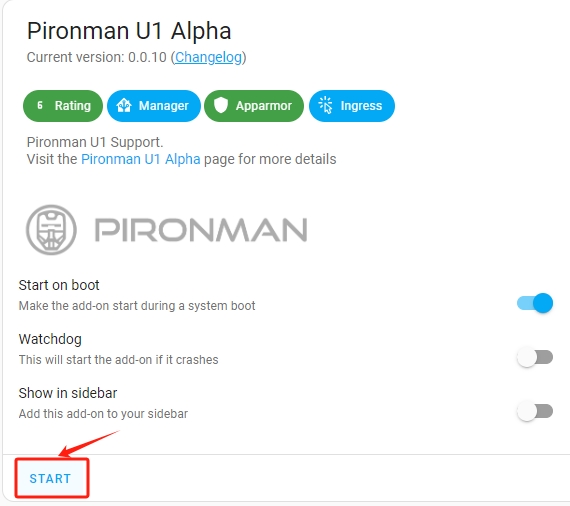 Pironman U1 Alpha
Current version: 0.0.10 (Changelog)
6 Rating Manager Apparmor Ingress
Pironman U1 Support.
Visit the Pironman U1 Alpha page for more details
PIRONMAN
Start on boot
Make the add-on start during a system boot
Watchdog
This will start the add-on if it crashes
Show in sidebar
Add this add-on to your sidebar
START